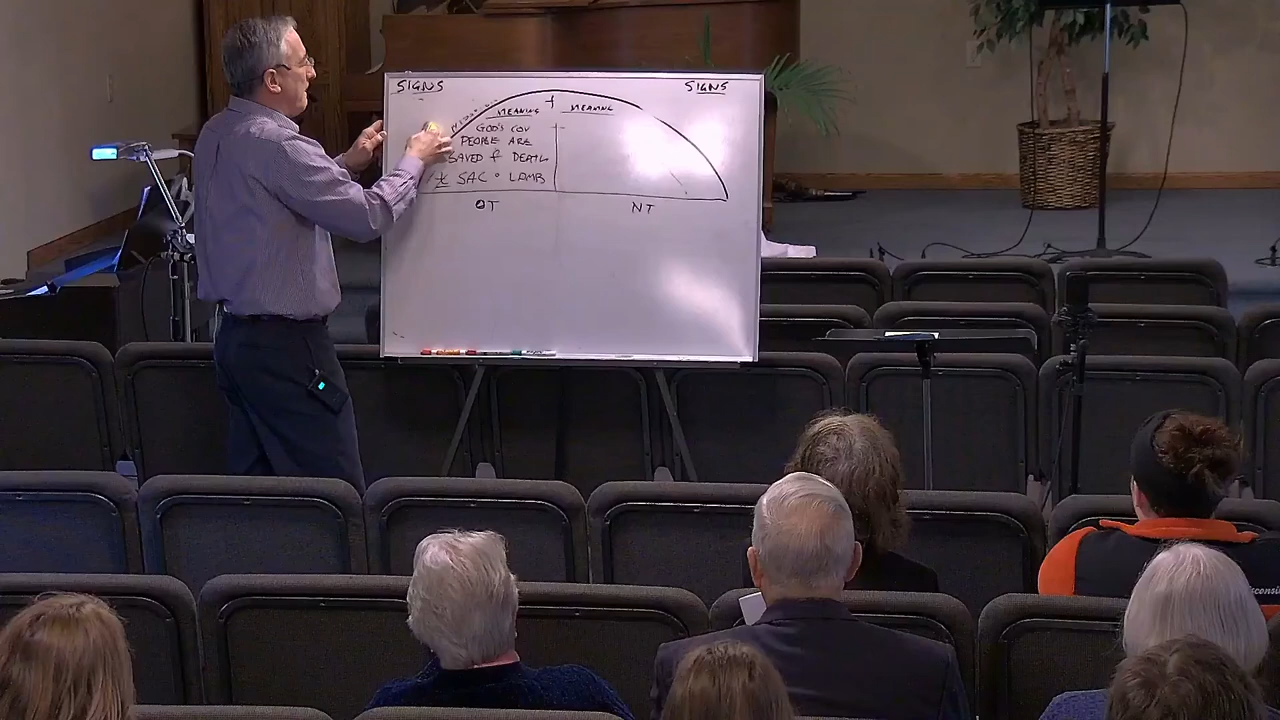 SIGNS SIGNS
MEANING MEANING
GOD'S COV
PEOPLE ARE
SAVED f DEATH
SAC ° LAMB
OT NT